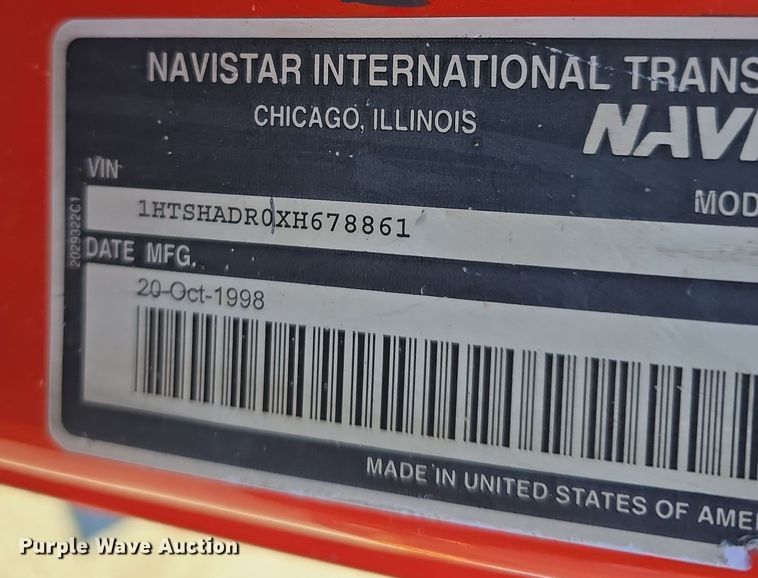 NAVISTAR INTERNATIONAL TRANS
CHICAGO, ILLINOIS
NAVI
VIN
MOD
1HTSHADR0XH678861
2029322C1
DATE MFG.
20-Oct-1998
MADE IN UNITED STATES OF AME
Purple Wave Auction